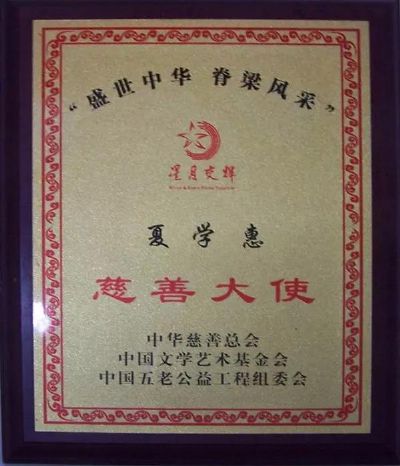 “盛世中华 脊梁风采”
星月交辉
夏学惠
慈善大使
中华慈善总会
中国文学艺术基金会
中国五老公益工程组委会